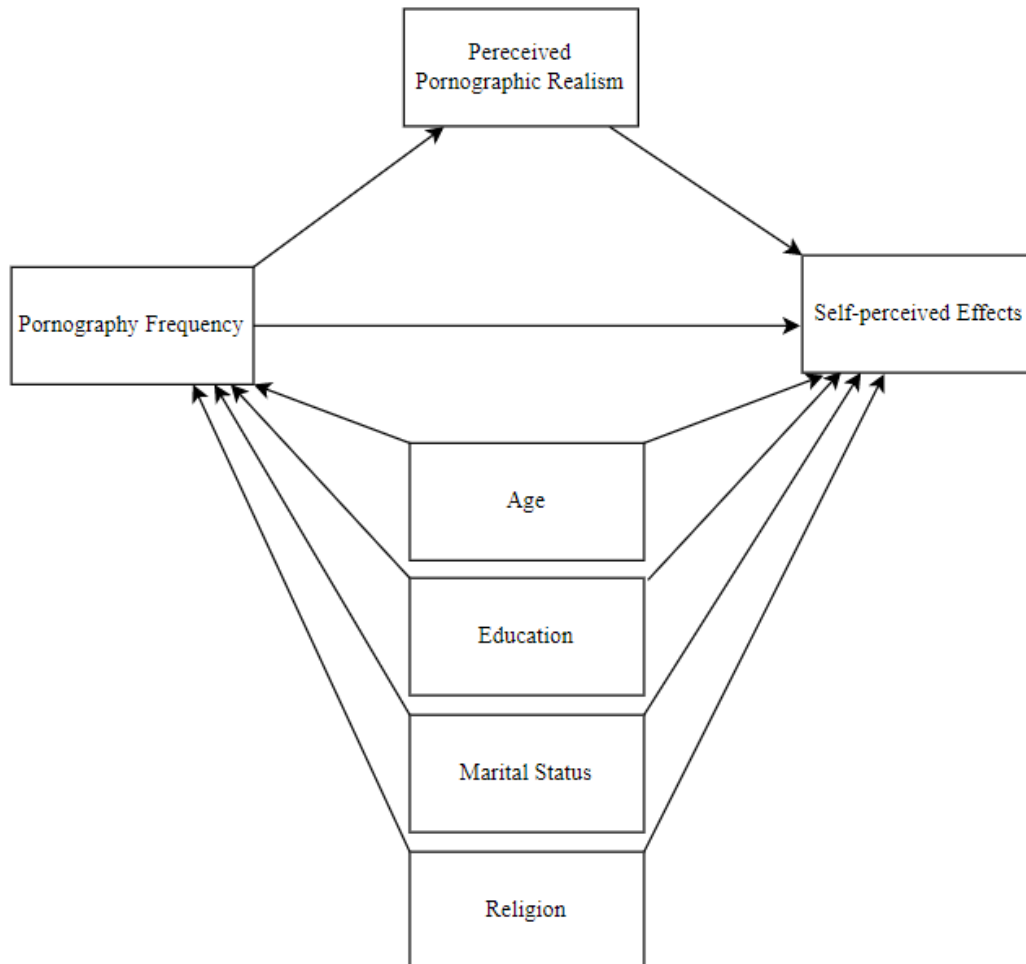 Pereceived
Pornographic Realism
Pornography Frequency
Self-perceived Effects
Age
Education
Marital Status
Religion